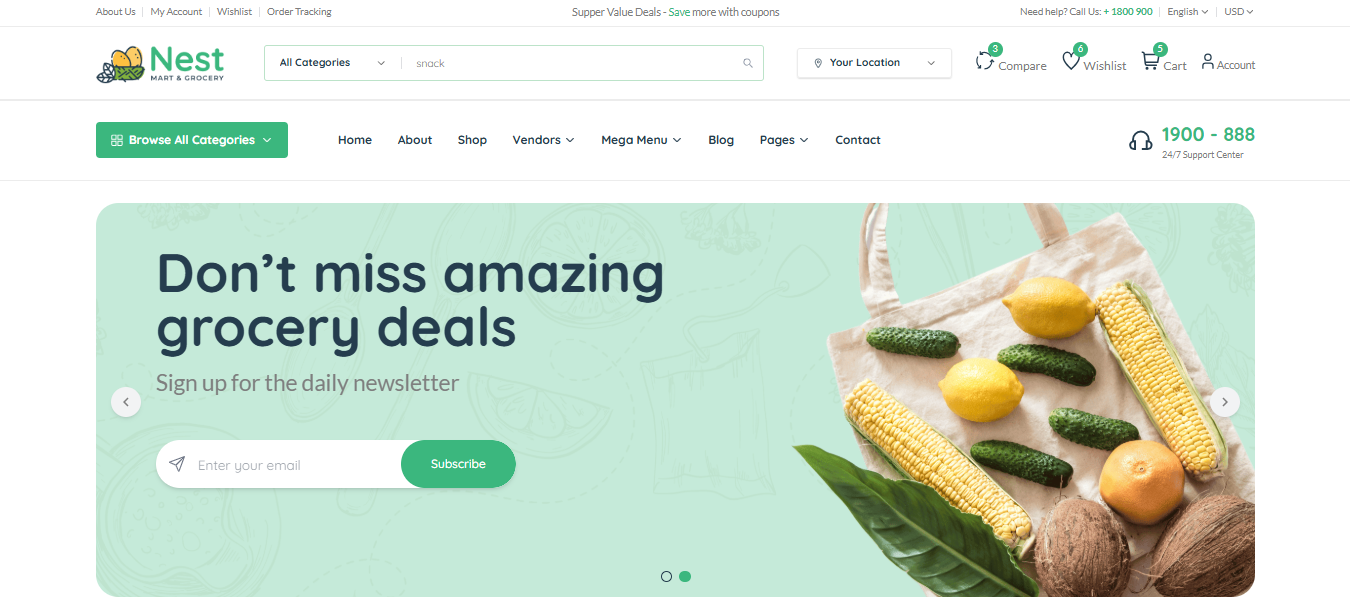 About Us My Account Wishlist Order Tracking
Supper Value Deals - Save more with coupons
Need help? Call Us: + 1800 900 English USD
Nest
MART & GROCERY
All Categories snack
Your Location
3 Compare 6 Wishlist 5 Cart Account
Browse All Categories
Home About Shop Vendors Mega Menu Blog Pages Contact
1900 - 888
24/7 Support Center
Don’t miss amazing
grocery deals
Sign up for the daily newsletter
Enter your email Subscribe